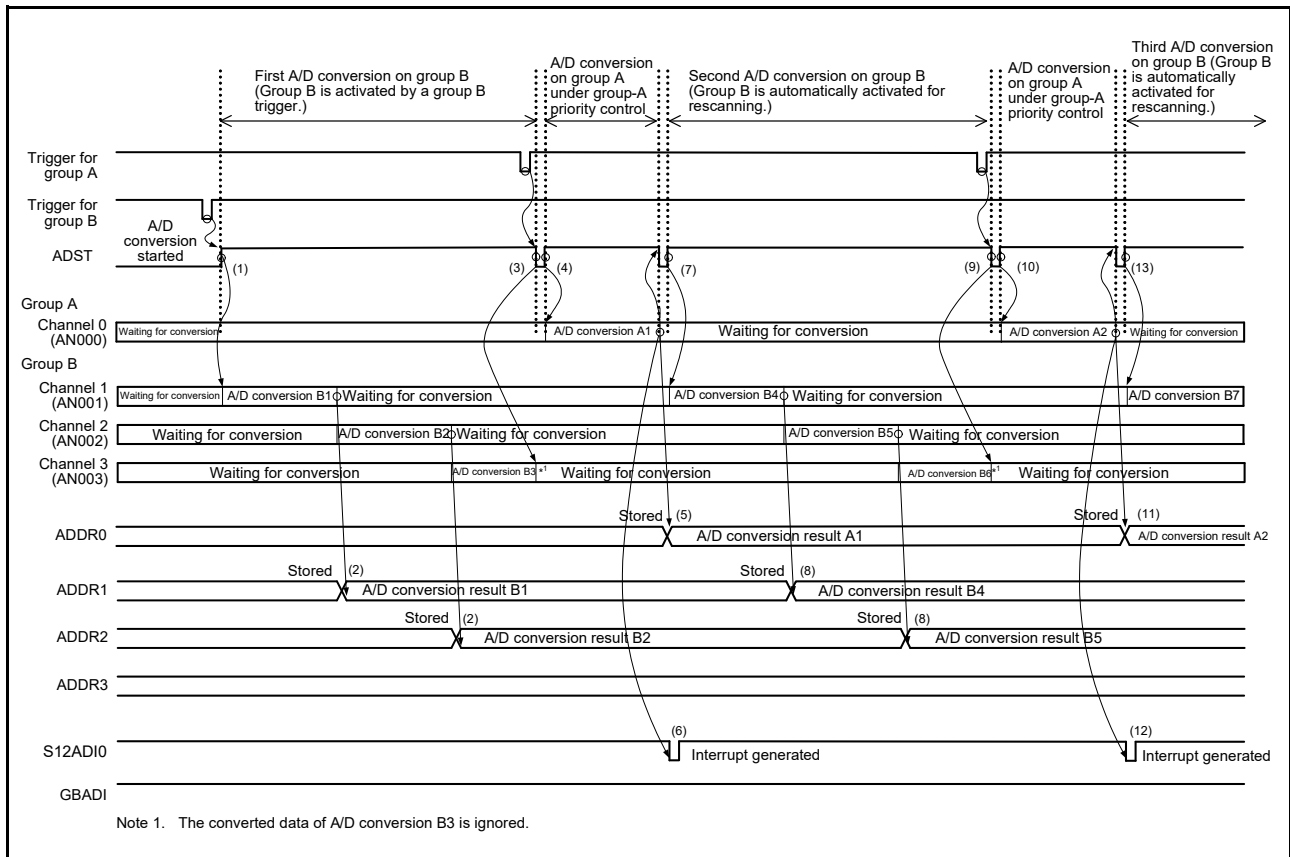 First A/D conversion on group B
(Group B is activated by a group B
trigger.)
A/D conversion
on group A
under group-A
priority control
Second A/D conversion on group B
(Group B is automatically activated for
rescanning.)
A/D conversion
on group A
under group-A
priority control
Third A/D conversion
on group B (Group B
is automatically
activated for
rescanning.)
Trigger for
group A
Trigger for
group B
A/D
conversion
started
ADST
(1)
(3)
(4)
(7)
(9)
(10)
(13)
Group A
Channel 0
(AN000)
Waiting for conversion
A/D conversion A1
Waiting for conversion
A/D conversion A2
Waiting for conversion
Group B
Channel 1
(AN001)
Waiting for conversion
A/D conversion B1
Waiting for conversion
A/D conversion B4
Waiting for conversion
A/D conversion B7
Channel 2
(AN002)
Waiting for conversion
A/D conversion B2
Waiting for conversion
A/D conversion B5
Waiting for conversion
Channel 3
(AN003)
Waiting for conversion
A/D conversion B3 *1
Waiting for conversion
A/D conversion B6*1
Waiting for conversion
ADDR0
Stored
(5)
A/D conversion result A1
Stored
(11)
A/D conversion result A2
ADDR1
Stored
(2)
A/D conversion result B1
Stored
(8)
A/D conversion result B4
ADDR2
Stored
(2)
A/D conversion result B2
Stored
(8)
A/D conversion result B5
ADDR3
S12ADI0
(6)
Interrupt generated
(12)
Interrupt generated
GBADI
Note 1. The converted data of A/D conversion B3 is ignored.